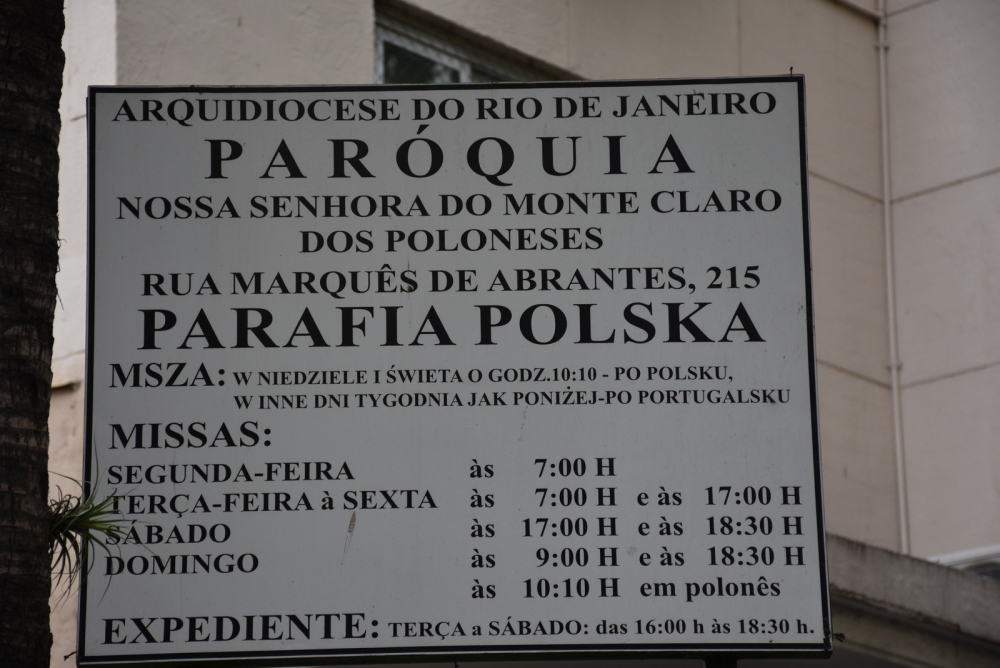 ARQUIDIOCESE DO RIO DE JANEIRO
PARÓQUIA
NOSSA SENHORA DO MONTE CLARO
DOS POLONESES
RUA MARQUÊS DE ABRANTES, 215
PARAFIA POLSKA
MSZA: W NIEDZIELE I ŚWIETA O GODZ.10:10 - PO POLSKU,
W INNE DNI TYGODNIA JAK PONIŻEJ-PO PORTUGALSKU
MISSAS:
SEGUNDA-FEIRA às 7:00 H
TERÇA-FEIRA à SEXTA às 7:00 H e às 17:00 H
SÁBADO às 17:00 H e às 18:30 H
DOMINGO às 9:00 H e às 18:30 H
às 10:10 H em polonês
EXPEDIENTE: TERÇA a SÁBADO: das 16:00 h às 18:30 h.